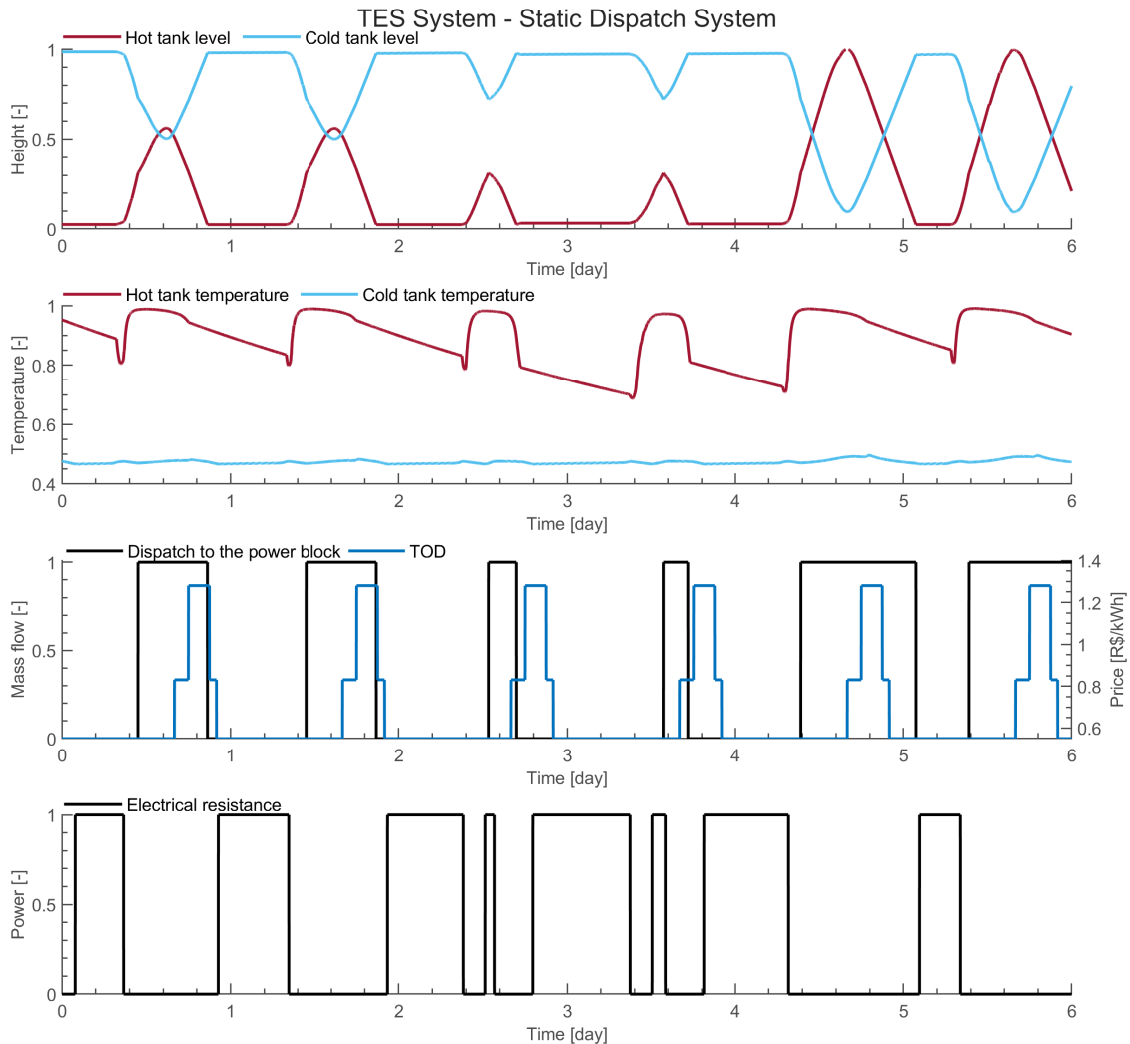 TES System - Static Dispatch System
Hot tank level Cold tank level
1
0.5
0
Height [-]
0 1 2 3 4 5 6
Time [day]
Hot tank temperature Cold tank temperature
1
0.8
0.6
0.4
Temperature [-]
0 1 2 3 4 5 6
Time [day]
Dispatch to the power block TOD
1
0.5
0
Mass flow [-]
1.4
1.2
1
0.8
0.6
Price [R$/kWh]
0 1 2 3 4 5 6
Time [day]
Electrical resistance
1
0.5
0
Power [-]
0 1 2 3 4 5 6
Time [day]